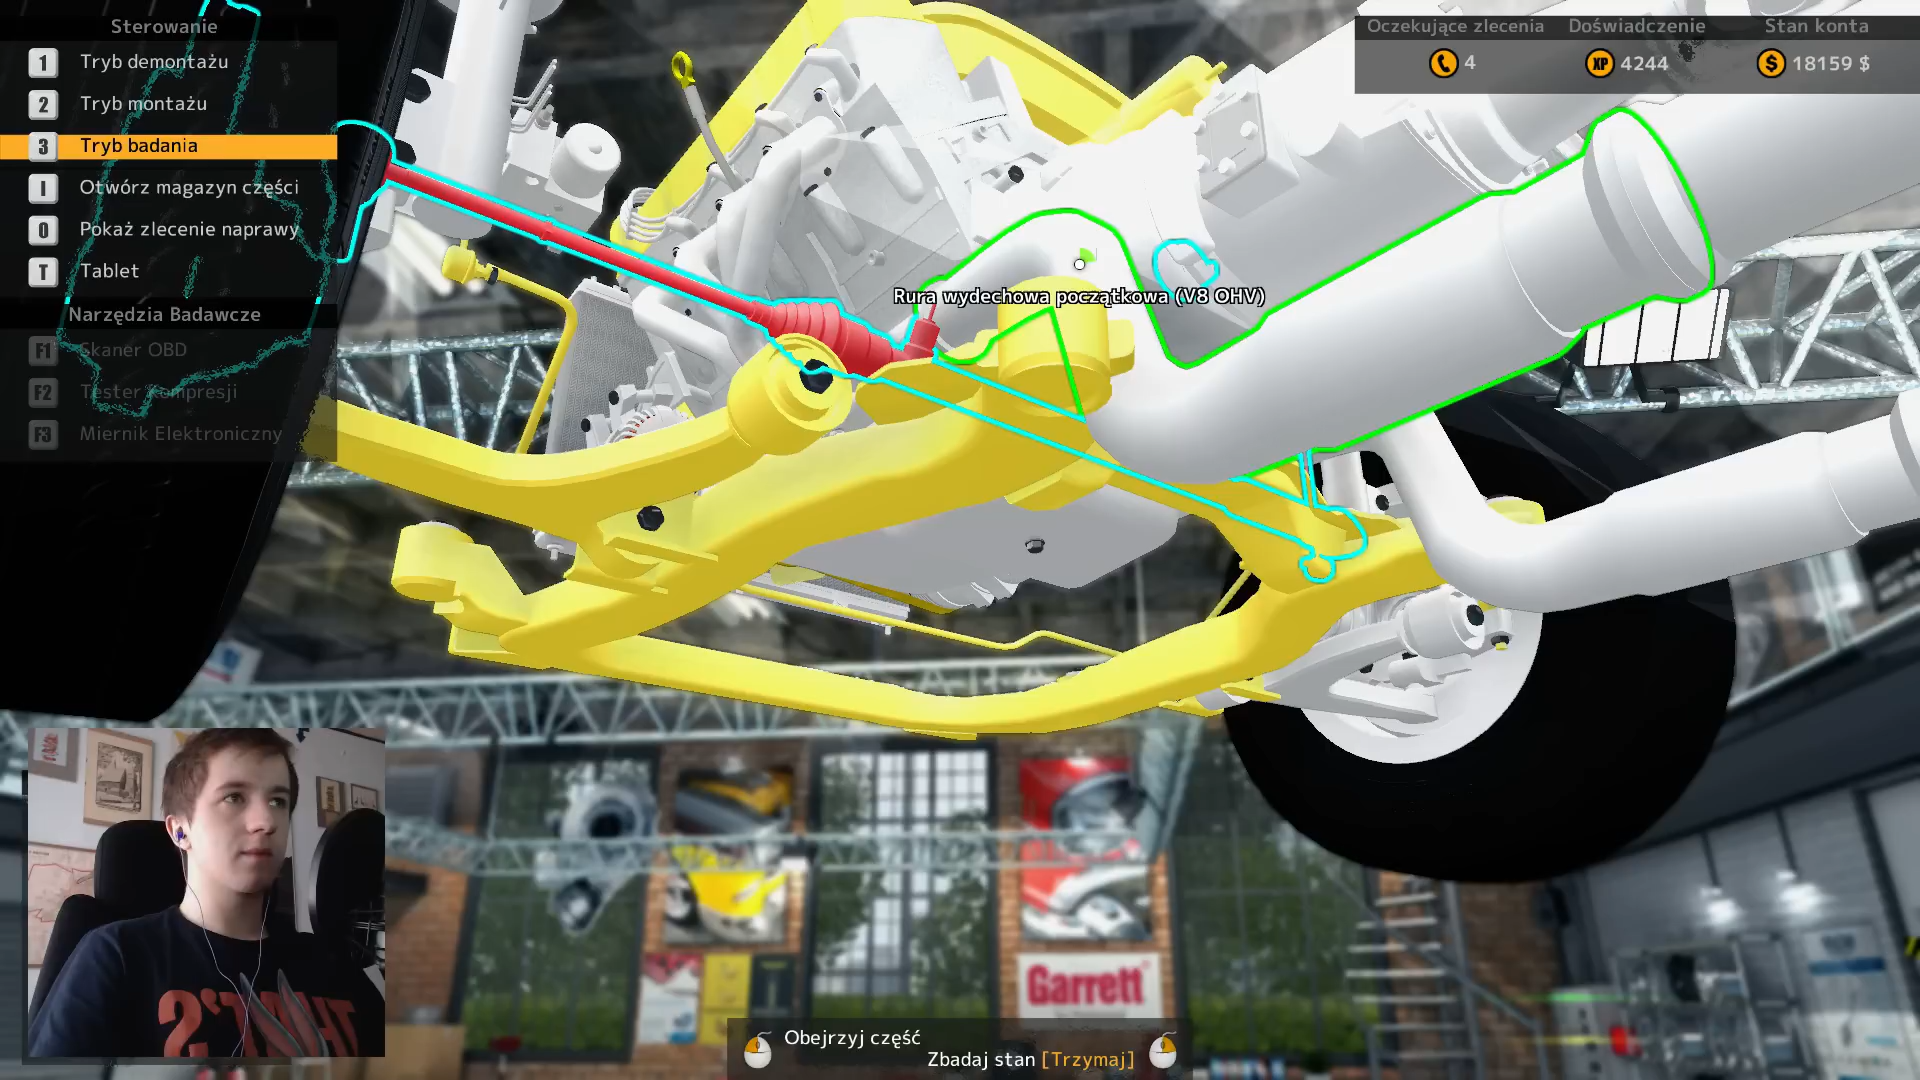 Sterowanie
1 Tryb demontażu
2 Tryb montażu
3 Tryb badania
I Otwórz magazyn części
O Pokaż zlecenie naprawy
T Tablet
Narzędzia Badawcze
F1 Skaner OBD
F2 Tester kompresji
F3 Miernik Elektroniczny
Oczekujące zlecenia Doświadczenie Stan konta
4 XP 4244 $ 18159 $
Rura wydechowa początkowa (V8 OHV)
Garrett
Obejrzyj część
Zbadaj stan [Trzymaj]